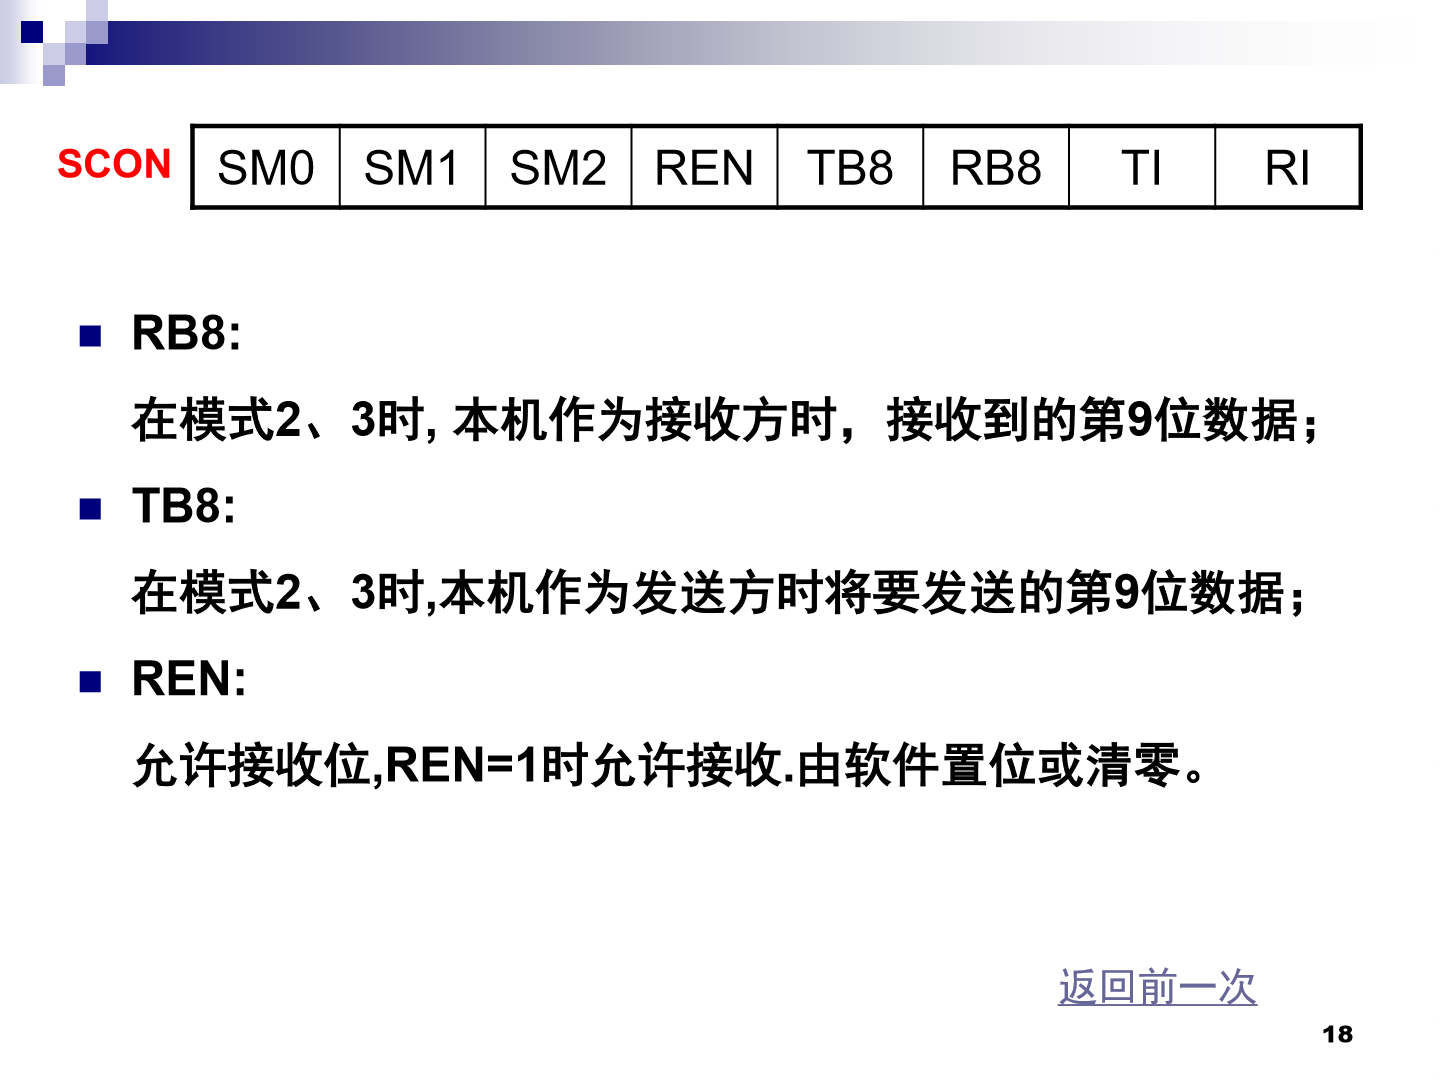 SCON SM0 SM1 SM2 REN TB8 RB8 TI RI
RB8:
在模式2、3时, 本机作为接收方时，接收到的第9位数据；
TB8:
在模式2、3时,本机作为发送方时将要发送的第9位数据；
REN:
允许接收位,REN=1时允许接收.由软件置位或清零。
返回前一次
18